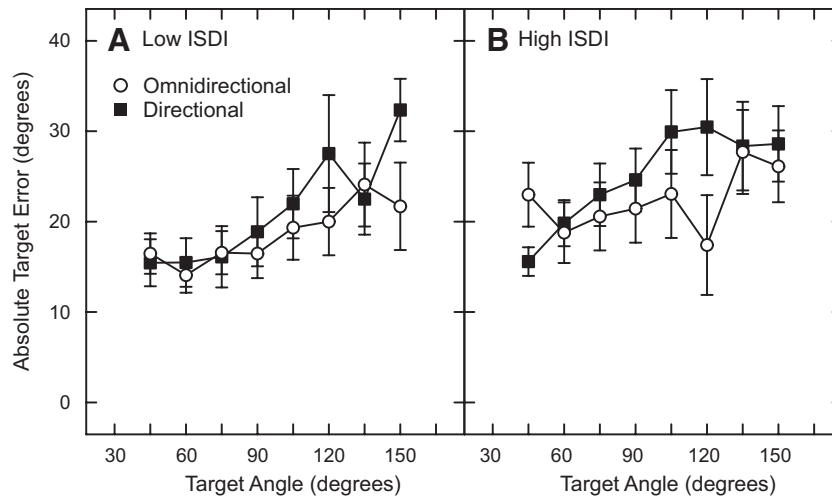 A Low ISDI
B High ISDI
Omnidirectional
Directional
Absolute Target Error (degrees)
40
30
20
10
0
30 60 90 120 150
30 60 90 120 150
Target Angle (degrees)
Target Angle (degrees)